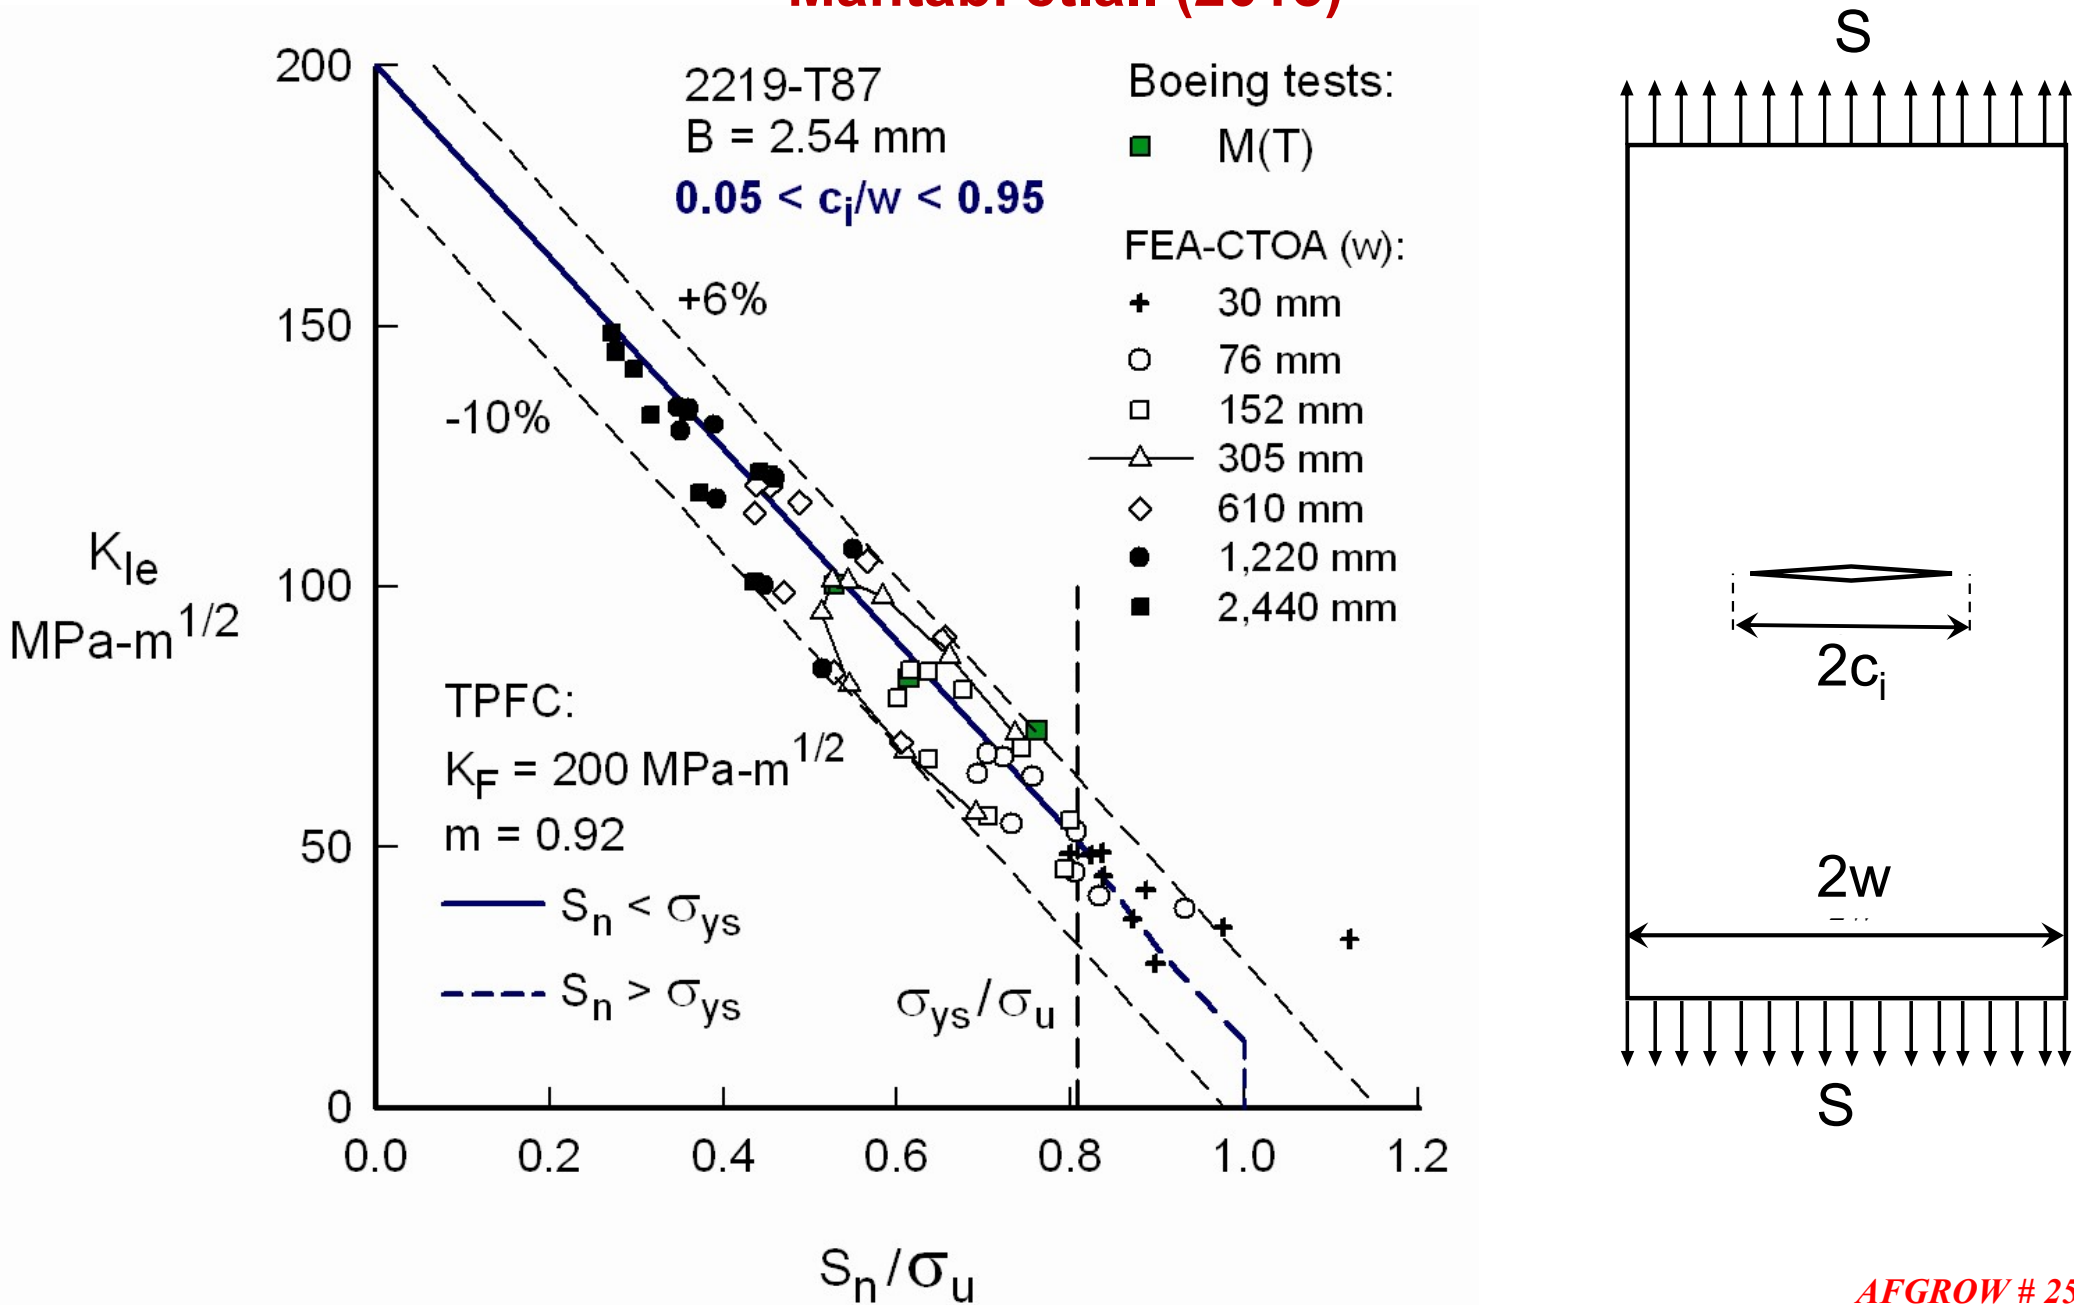 2219-T87
B = 2.54 mm
0.05 < ci/w < 0.95
Boeing tests:
M(T)
FEA-CTOA (w):
30 mm
76 mm
152 mm
305 mm
610 mm
1,220 mm
2,440 mm
+6%
-10%
KIe
MPa-m1/2
200
150
100
50
0
TPFC:
KF = 200 MPa-m1/2
m = 0.92
Sn < σys
Sn > σys
σys/σu
0.0 0.2 0.4 0.6 0.8 1.0 1.2
Sn/σu
S
2ci
2w
S
AFGROW # 25